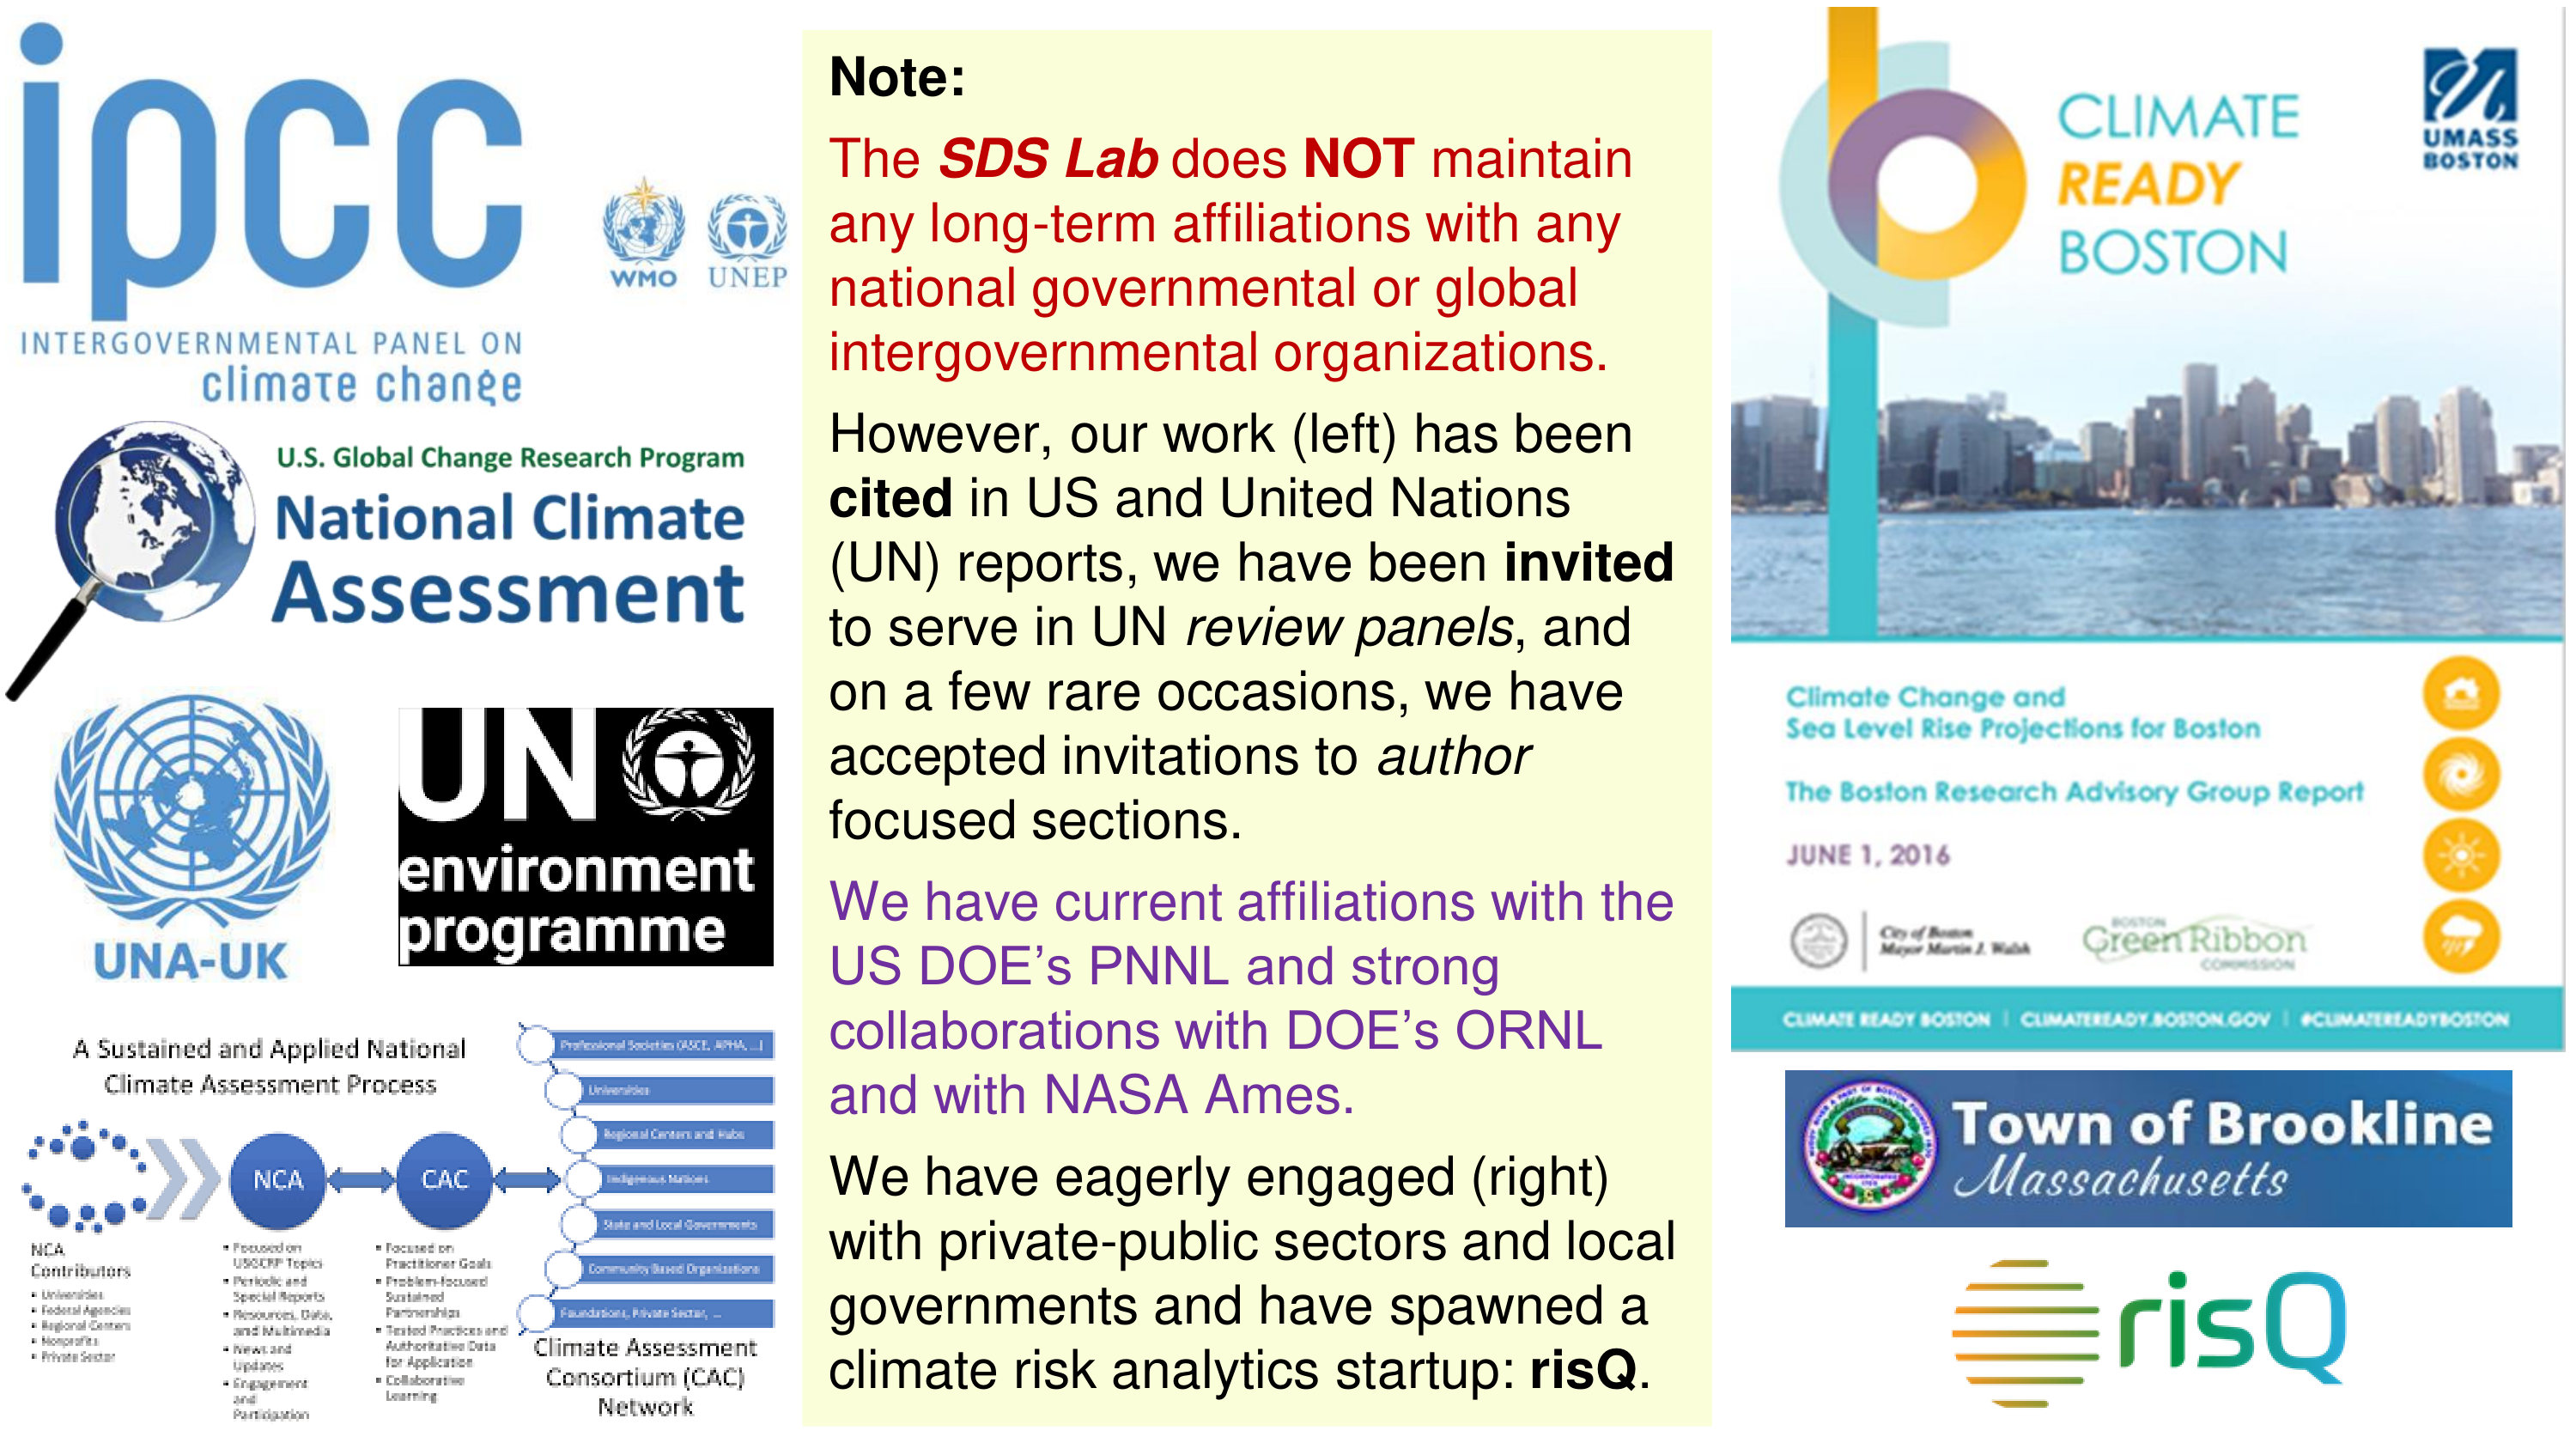 ipcc
INTERGOVERNMENTAL PANEL ON
climate change
WMO
UNEP
U.S. Global Change Research Program
National Climate
Assessment
UNA-UK
UN
environment
programme
A Sustained and Applied National
Climate Assessment Process
NCA
CAC
NCA
Contributors
▪ Universities
▪ Federal Agencies
▪ Regional Centers
▪ Nonprofits
▪ Private Sector
▪ Focused on
USGCRP Topics
▪ Periodic and
Special Reports
▪ Resources, Data,
and Multimedia
▪ News and
Updates
▪ Engagement
and
Participation
▪ Focused on
Practitioner Goals
▪ Problem-focused
Sustained
Partnerships
▪ Tested Practices and
Authoritative Data
for Application
▪ Collaborative
Learning
Professional Societies (ASCE, APHA, ...)
Universities
Regional Centers and Hubs
Indigenous Nations
State and Local Governments
Community Based Organizations
Foundations, Private Sector, ...
Climate Assessment
Consortium (CAC)
Network
Note:
The SDS Lab does NOT maintain
any long-term affiliations with any
national governmental or global
intergovernmental organizations.
However, our work (left) has been
cited in US and United Nations
(UN) reports, we have been invited
to serve in UN review panels, and
on a few rare occasions, we have
accepted invitations to author
focused sections.
We have current affiliations with the
US DOE’s PNNL and strong
collaborations with DOE’s ORNL
and with NASA Ames.
We have eagerly engaged (right)
with private-public sectors and local
governments and have spawned a
climate risk analytics startup: risQ.
CLIMATE
READY
BOSTON
UMASS
BOSTON
Climate Change and
Sea Level Rise Projections for Boston
The Boston Research Advisory Group Report
JUNE 1, 2016
City of Boston
Mayor Martin J. Walsh
BOSTON
Green Ribbon
COMMISSION
CLIMATE READY BOSTON | CLIMATEREADY.BOSTON.GOV | #CLIMATEREADYBOSTON
Town of Brookline
Massachusetts
risQ